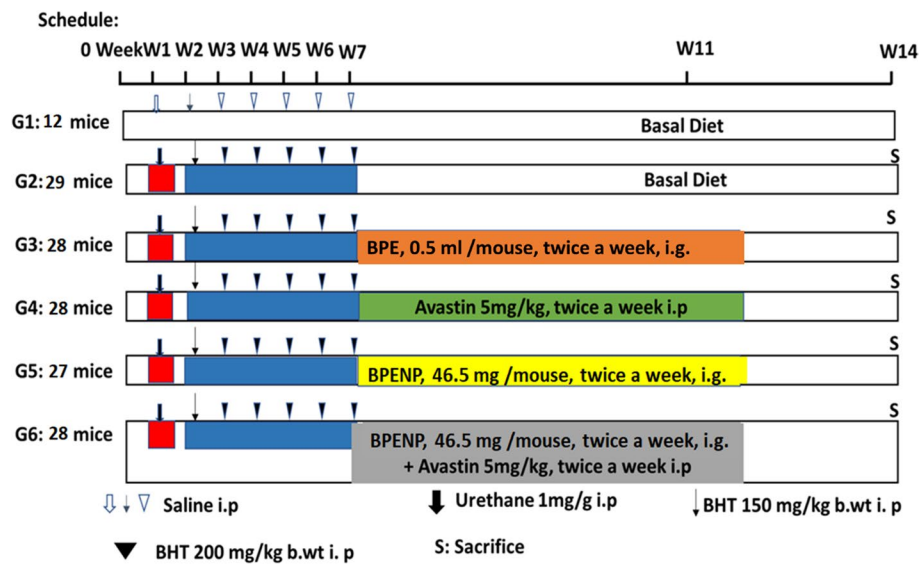 Schedule:
0 Week W1 W2 W3 W4 W5 W6 W7 W11 W14
G1: 12 mice Basal Diet
S
G2: 29 mice Basal Diet
S
G3: 28 mice BPE, 0.5 ml /mouse, twice a week, i.g.
S
G4: 28 mice Avastin 5mg/kg, twice a week i.p
S
G5: 27 mice BPENP, 46.5 mg /mouse, twice a week, i.g.
S
G6: 28 mice BPENP, 46.5 mg /mouse, twice a week, i.g.
+ Avastin 5mg/kg, twice a week i.p
Saline i.p Urethane 1mg/g i.p BHT 150 mg/kg b.wt i. p
BHT 200 mg/kg b.wt i. p S: Sacrifice